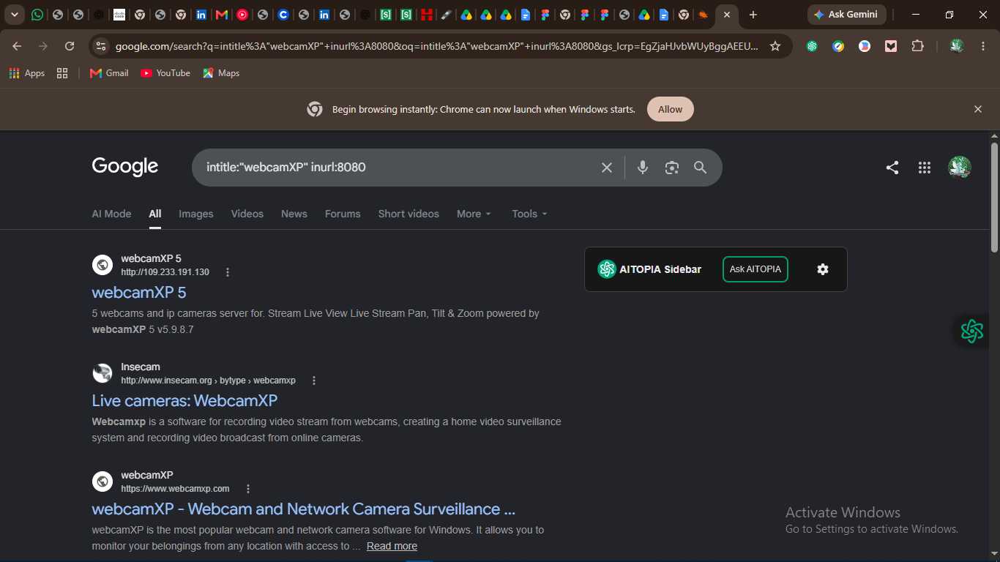 Ask Gemini
google.com/search?q=intitle%3A"webcamXP"+inurl%3A8080&oq=intitle%3A"webcamXP"+inurl%3A8080&gs_lcrp=EgZjaHJvbWUyBggAEEU...
Apps
Gmail
YouTube
Maps
Begin browsing instantly: Chrome can now launch when Windows starts.
Allow
Google
intitle:"webcamXP" inurl:8080
AI Mode
All
Images
Videos
News
Forums
Short videos
More
Tools
webcamXP 5
http://109.233.191.130
webcamXP 5
5 webcams and ip cameras server for. Stream Live View Live Stream Pan, Tilt & Zoom powered by
webcamXP 5 v5.9.8.7
AITOPIA Sidebar
Ask AITOPIA
Insecam
http://www.insecam.org › bytype › webcamxp
Live cameras: WebcamXP
Webcamxp is a software for recording video stream from webcams, creating a home video surveillance
system and recording video broadcast from online cameras.
webcamXP
https://www.webcamxp.com
webcamXP - Webcam and Network Camera Surveillance ...
webcamXP is the most popular webcam and network camera software for Windows. It allows you to
monitor your belongings from any location with access to ... Read more
Activate Windows
Go to Settings to activate Windows.